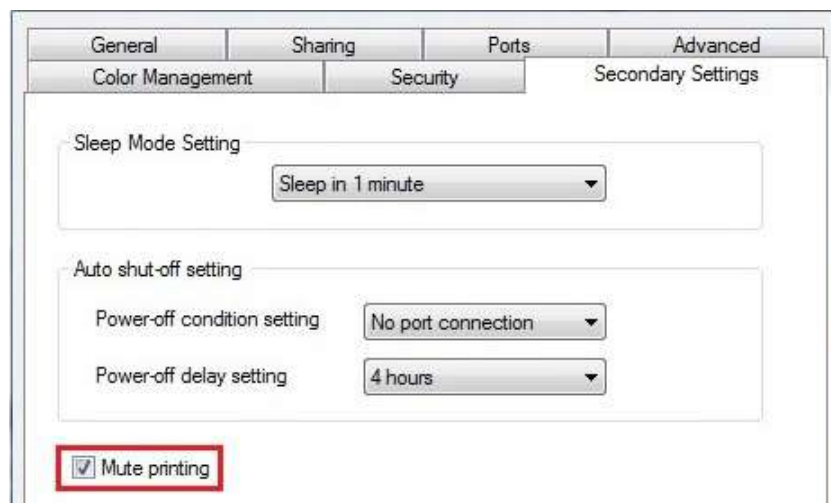 General Sharing Ports Advanced
Color Management Security Secondary Settings
Sleep Mode Setting
Sleep in 1 minute
Auto shut-off setting
Power-off condition setting No port connection
Power-off delay setting 4 hours
Mute printing